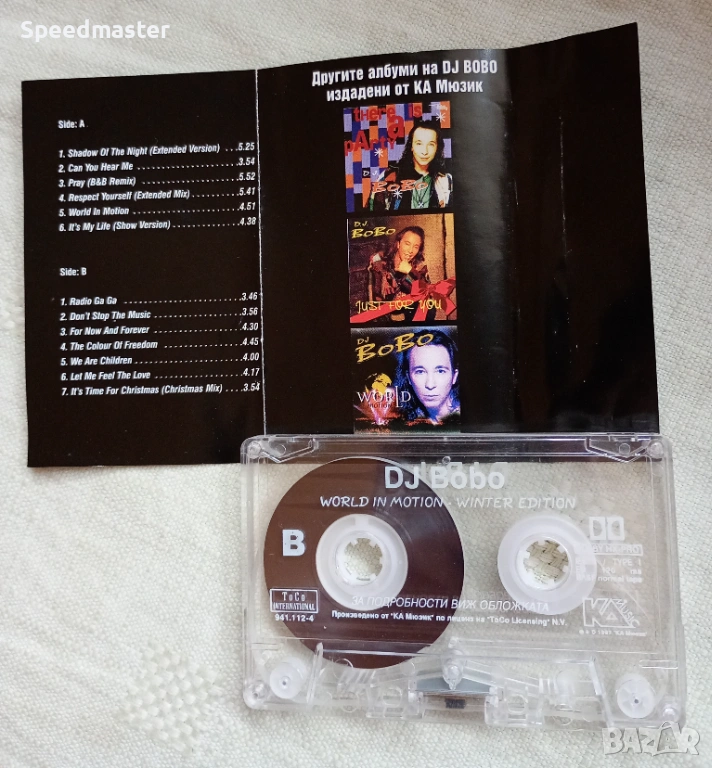 Speedmaster
Side: A
1. Shadow Of The Night (Extended Version) ...5.25
2. Can You Hear Me ......................3.54
3. Pray (B&B Remix) ......................5.52
4. Respect Yourself (Extended Mix) ..........5.41
5. World In Motion ......................4.51
6. It's My Life (Show Version) ..............4.38
Side: B
1. Radio Ga Ga ..........................3.46
2. Don't Stop The Music ....................3.56
3. For Now And Forever ....................4.30
4. The Colour Of Freedom ..................4.45
5. We Are Children ........................4.00
6. Let Me Feel The Love ....................4.17
7. It's Time For Christmas (Christmas Mix) ....3.54
Другите албуми на DJ BOBO
издадени от КА Мюзик
tHere is
a
pArty
DJ
BoBo
D.J.
BoBo
JUST FOR YOU
DJ
BoBo
WORLD
IN MOTION
DJ Bobo
WORLD IN MOTION - WINTER EDITION
B
ToCo
INTERNATIONAL
941.112-4
ЗА ПОДРОБНОСТИ ВИЖ ОБЛОЖКАТА
Произведено от "КА Мюзик" по лиценз на "ToCo Licensing" N.V.
TYPE I
normal tape
KA
BAZAR